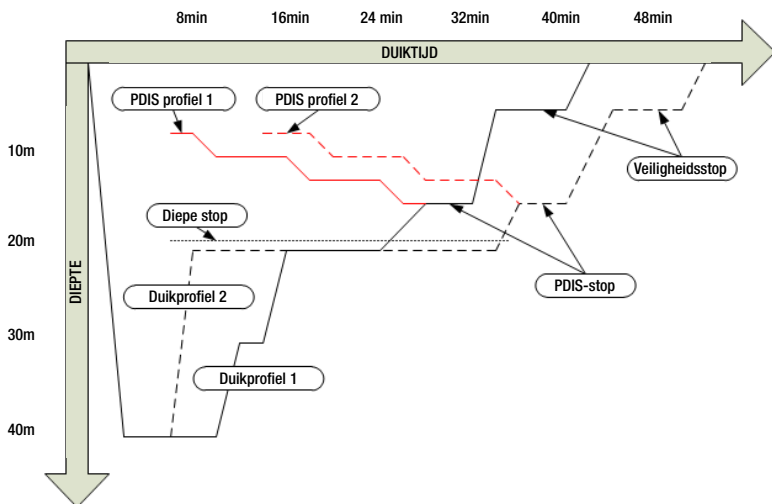 8min 16min 24 min 32min 40min 48min
DUIKTIJD
PDIS profiel 1 PDIS profiel 2
10m
Veiligheidsstop
Diepe stop
20m
DIEPTE
PDIS-stop
Duikprofiel 2
30m
Duikprofiel 1
40m